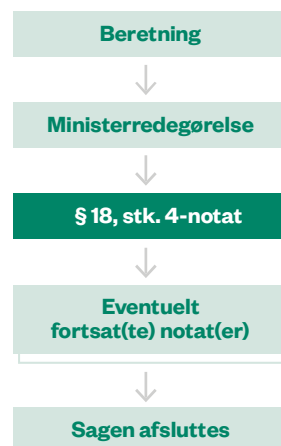 Beretning
Ministerredegørelse
§ 18, stk. 4-notat
Eventuelt
fortsat(te) notat(er)
Sagen afsluttes